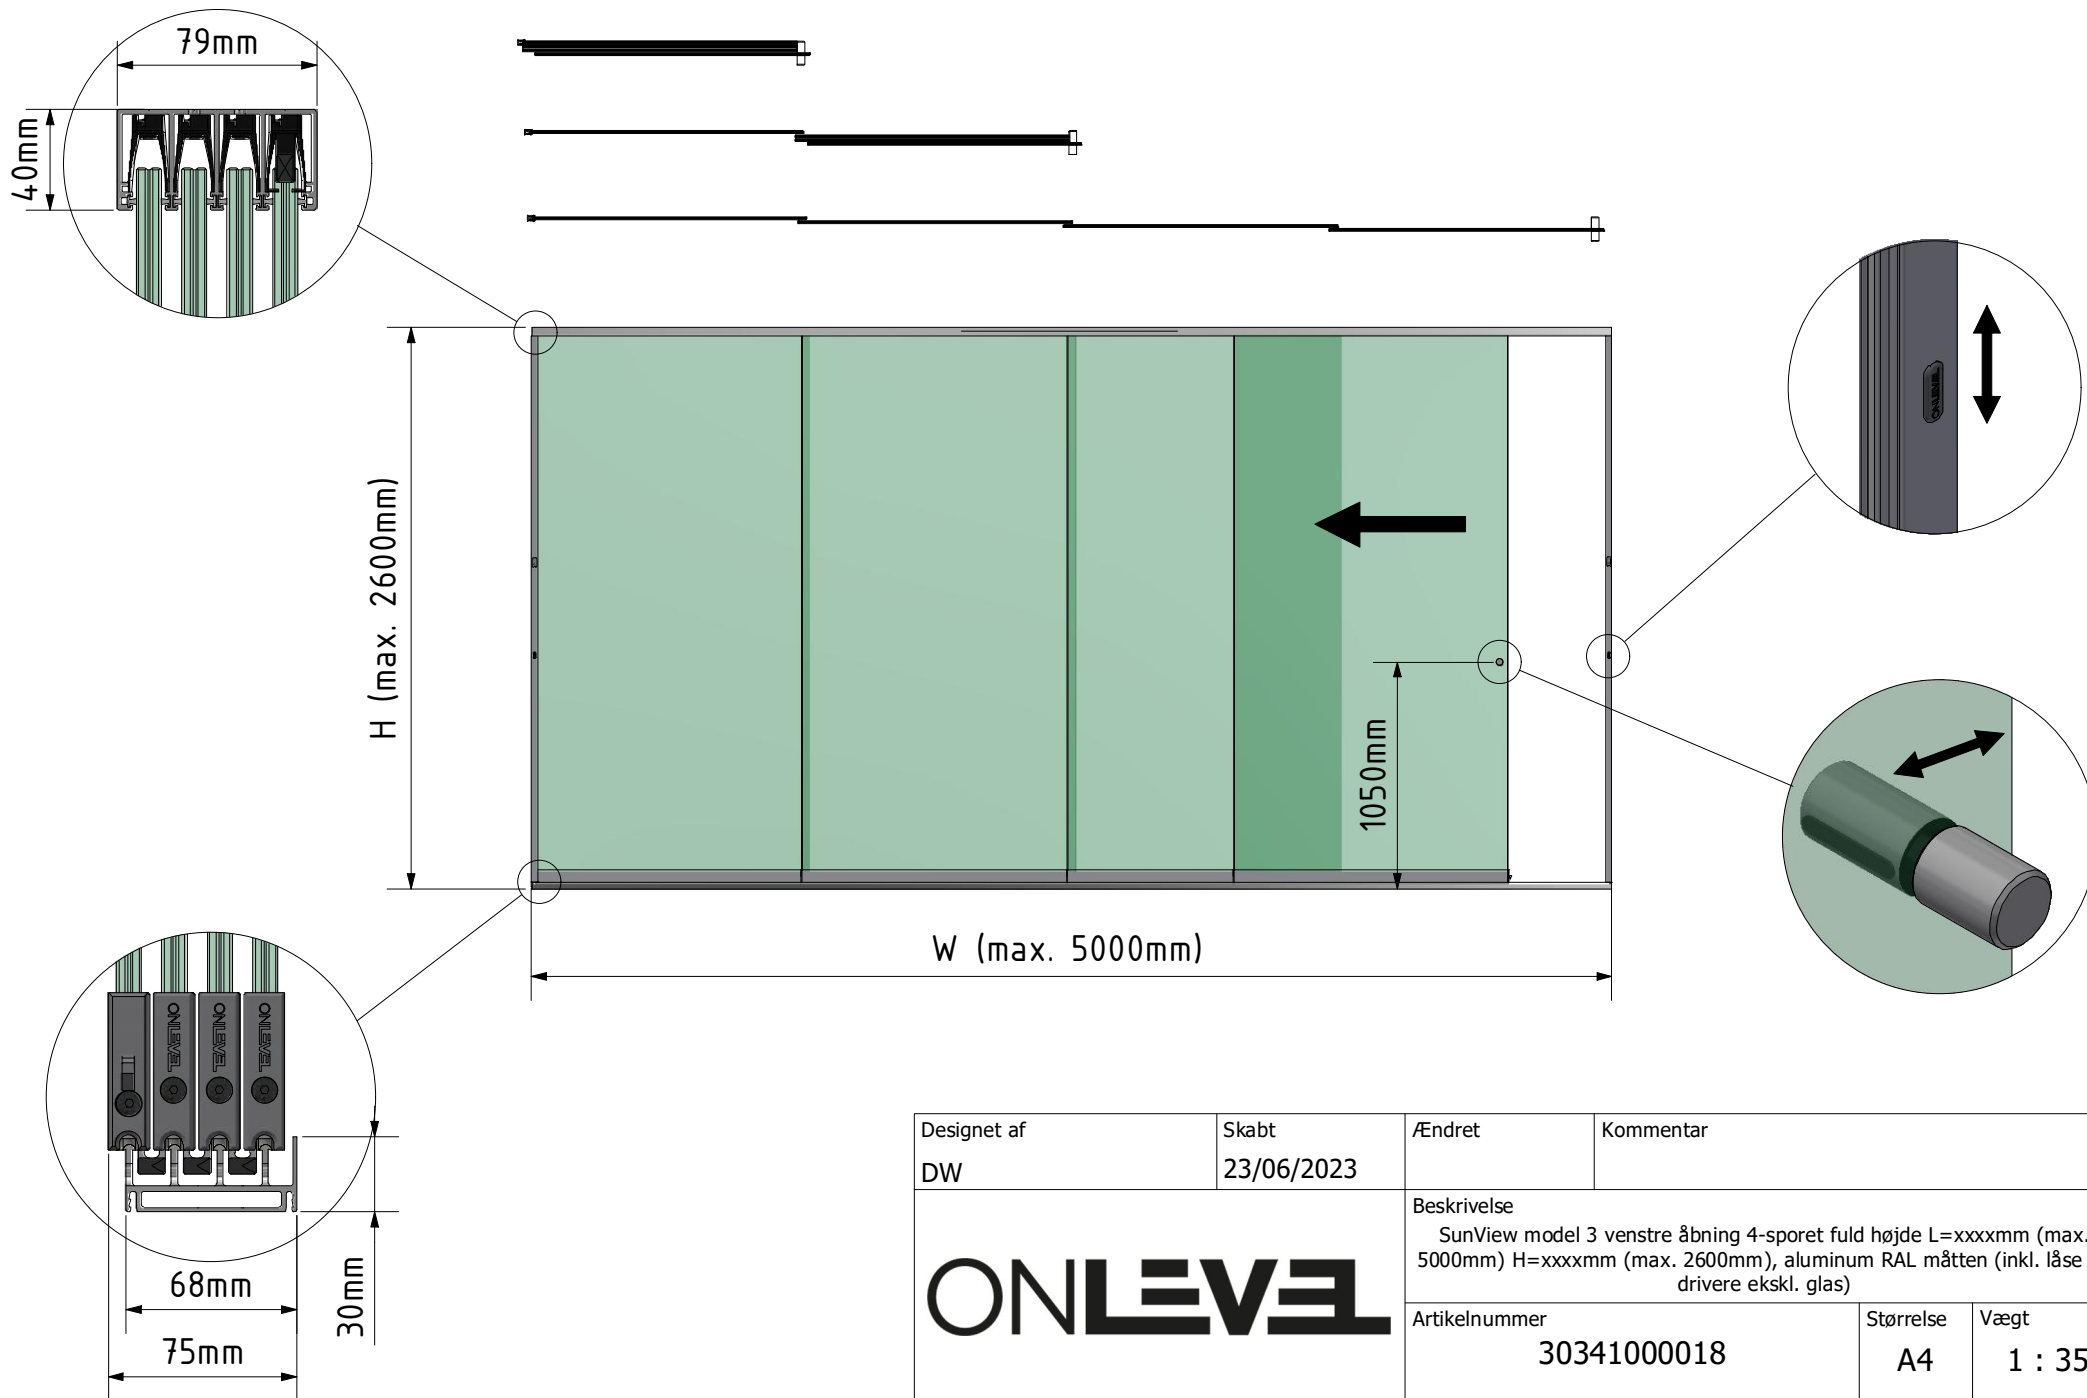 79mm
40mm
H (max. 2600mm)
1050mm
W (max. 5000mm)
ONLEVEL
ONLEVEL
ONLEVEL
ONLEVEL
68mm
75mm
30mm
Designet af
DW
Skabt
23/06/2023
Ændret
Kommentar
ONLEVEL
Beskrivelse
SunView model 3 venstre åbning 4-sporet fuld højde L=xxxxmm (max.
5000mm) H=xxxxmm (max. 2600mm), aluminum RAL måtten (inkl. låse
drivere ekskl. glas)
Artikelnummer
30341000018
Størrelse
A4
Vægt
1 : 35